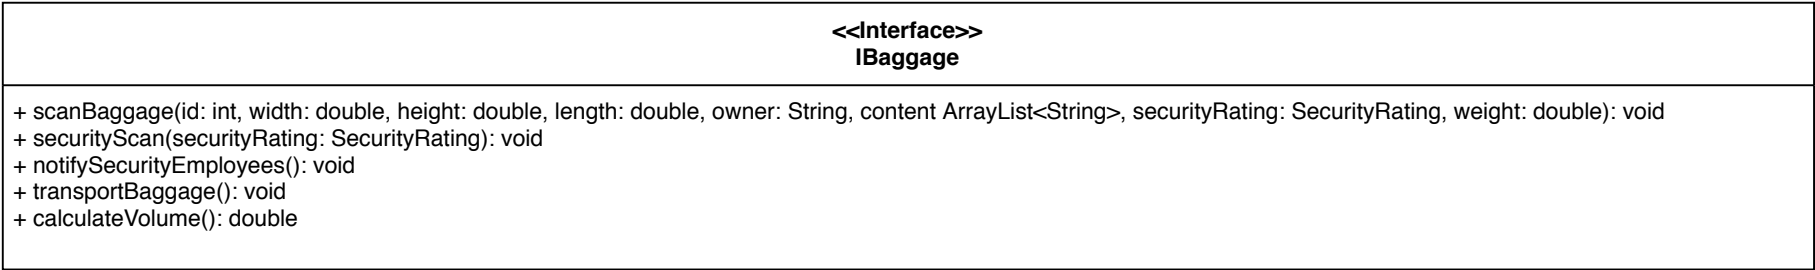 <<Interface>>
IBaggage
+ scanBaggage(id: int, width: double, height: double, length: double, owner: String, content ArrayList<String>, securityRating: SecurityRating, weight: double): void
+ securityScan(securityRating: SecurityRating): void
+ notifySecurityEmployees(): void
+ transportBaggage(): void
+ calculateVolume(): double